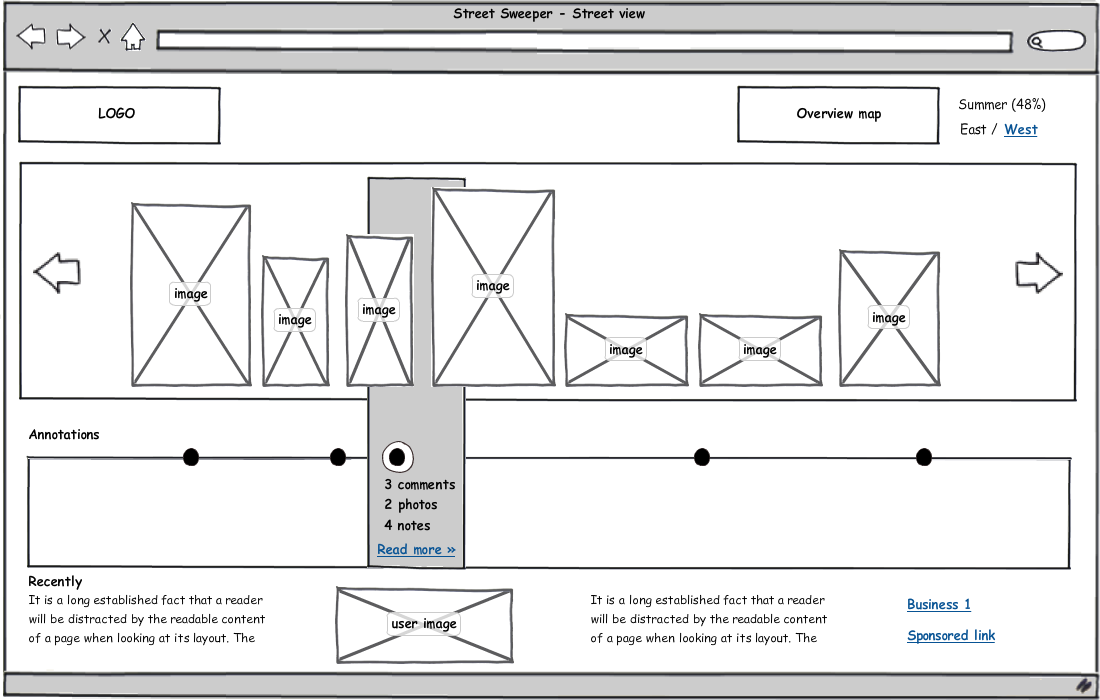 Street Sweeper - Street view
LOGO
Overview map
Summer (48%)
East / West
image
image
image
image
image
image
image
Annotations
3 comments
2 photos
4 notes
Read more »
Recently
It is a long established fact that a reader
will be distracted by the readable content
of a page when looking at its layout. The
user image
It is a long established fact that a reader
will be distracted by the readable content
of a page when looking at its layout. The
Business 1
Sponsored link